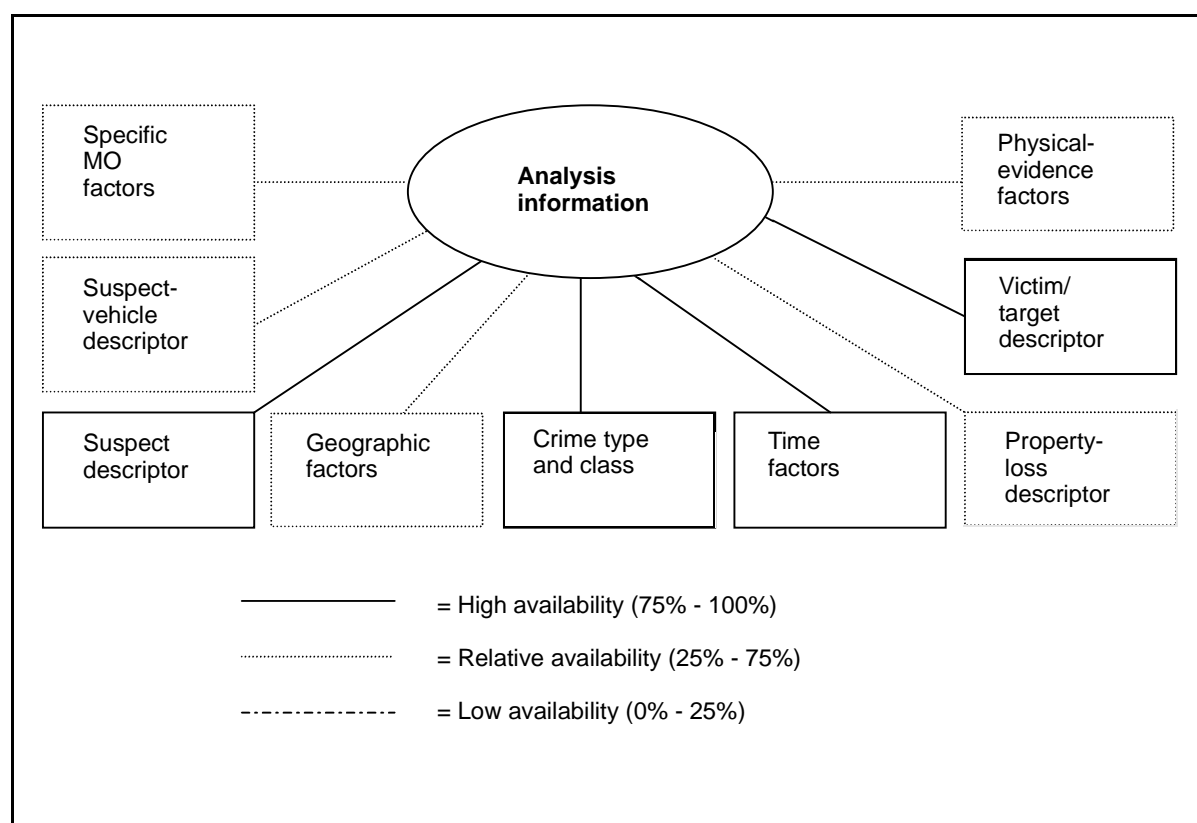 Specific
MO
factors
Analysis
information
Physical-
evidence
factors
Suspect-
vehicle
descriptor
Victim/
target
descriptor
Suspect
descriptor
Geographic
factors
Crime type
and class
Time
factors
Property-
loss
descriptor
= High availability (75% - 100%)
= Relative availability (25% - 75%)
= Low availability (0% - 25%)